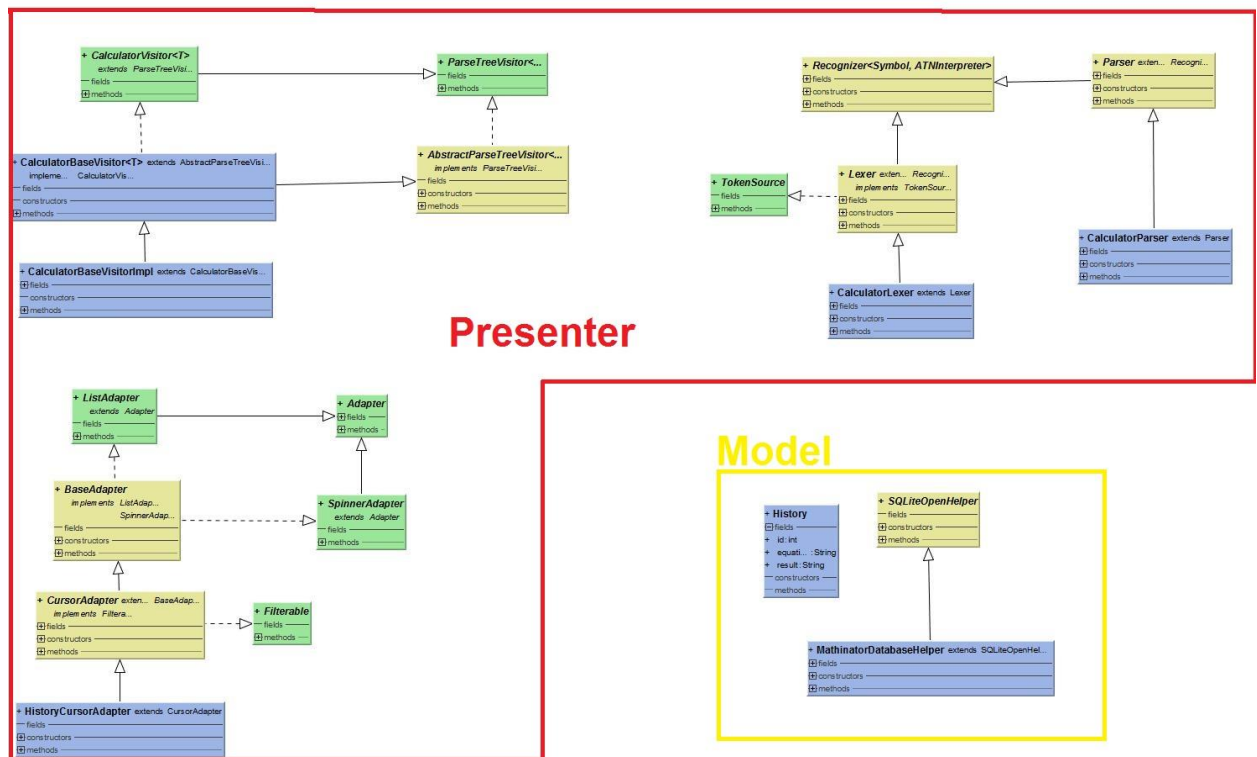 + CalculatorVisitor<T>
extends ParseTreeVisi...
fields
methods
+ ParseTreeVisitor<...
fields
methods
+ CalculatorBaseVisitor<T> extends AbstractParseTreeVisi...
impleme... CalculatorVis...
fields
constructors
methods
+ AbstractParseTreeVisitor<...
implements ParseTreeVisi...
fields
constructors
methods
+ CalculatorBaseVisitorImpl extends CalculatorBaseVis...
fields
constructors
methods
+ Recognizer<Symbol, ATNInterpreter>
fields
constructors
methods
+ Parser exten... Recogni...
fields
constructors
methods
+ TokenSource
fields
methods
+ Lexer exten... Recogni...
implements TokenSour...
fields
constructors
methods
+ CalculatorParser extends Parser
fields
constructors
methods
+ CalculatorLexer extends Lexer
fields
constructors
methods
Presenter
+ ListAdapter
extends Adapter
fields
methods
+ Adapter
fields
methods
+ BaseAdapter
implements ListAdap...
SpinnerAdap...
fields
constructors
methods
+ SpinnerAdapter
extends Adapter
fields
methods
+ CursorAdapter exten... BaseAdap...
implements Filtera...
fields
constructors
methods
+ Filterable
fields
methods
+ HistoryCursorAdapter extends CursorAdapter
fields
constructors
methods
Model
+ History
fields
+ id: int
+ equati... : String
+ result: String
constructors
methods
+ SQLiteOpenHelper
fields
constructors
methods
+ MathinatorDatabaseHelper extends SQLiteOpenHel...
fields
constructors
methods